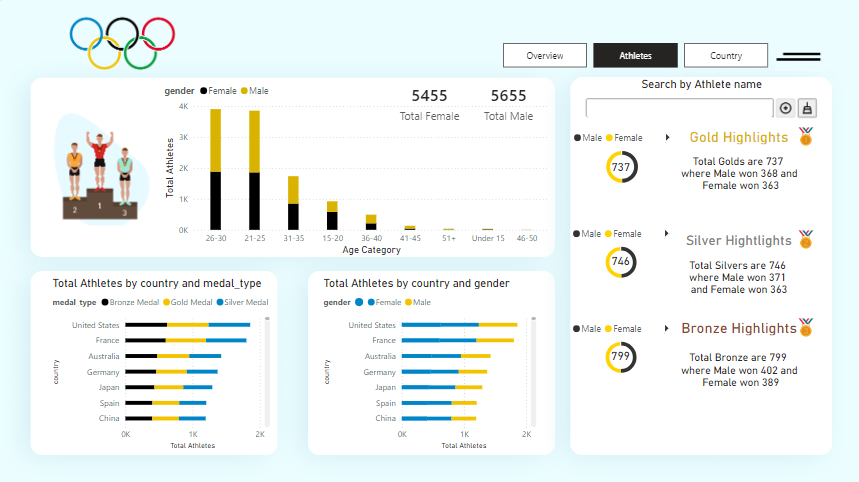 Overview
Athletes
Country
gender Female Male
5455
Total Female
5655
Total Male
Total Athletes
4K
3K
2K
1K
0K
26-30 21-25 31-35 15-20 36-40 41-45 51+ Under 15 46-50
Age Category
2 1 3
Search by Athlete name
Male Female
Gold Highlights
737
Total Golds are 737
where Male won 368 and
Female won 363
Male Female
Silver Hightlights
746
Total Silvers are 746
where Male won 371
and Female won 363
Male Female
Bronze Highlights
799
Total Bronze are 799
where Male won 402 and
Female won 389
Total Athletes by country and medal_type
medal_type Bronze Medal Gold Medal Silver Medal
country
United States
France
Australia
Germany
Japan
Spain
China
0K 1K 2K
Total Athletes
Total Athletes by country and gender
gender Female Male
country
United States
France
Australia
Germany
Japan
Spain
China
0K 1K 2K
Total Athletes